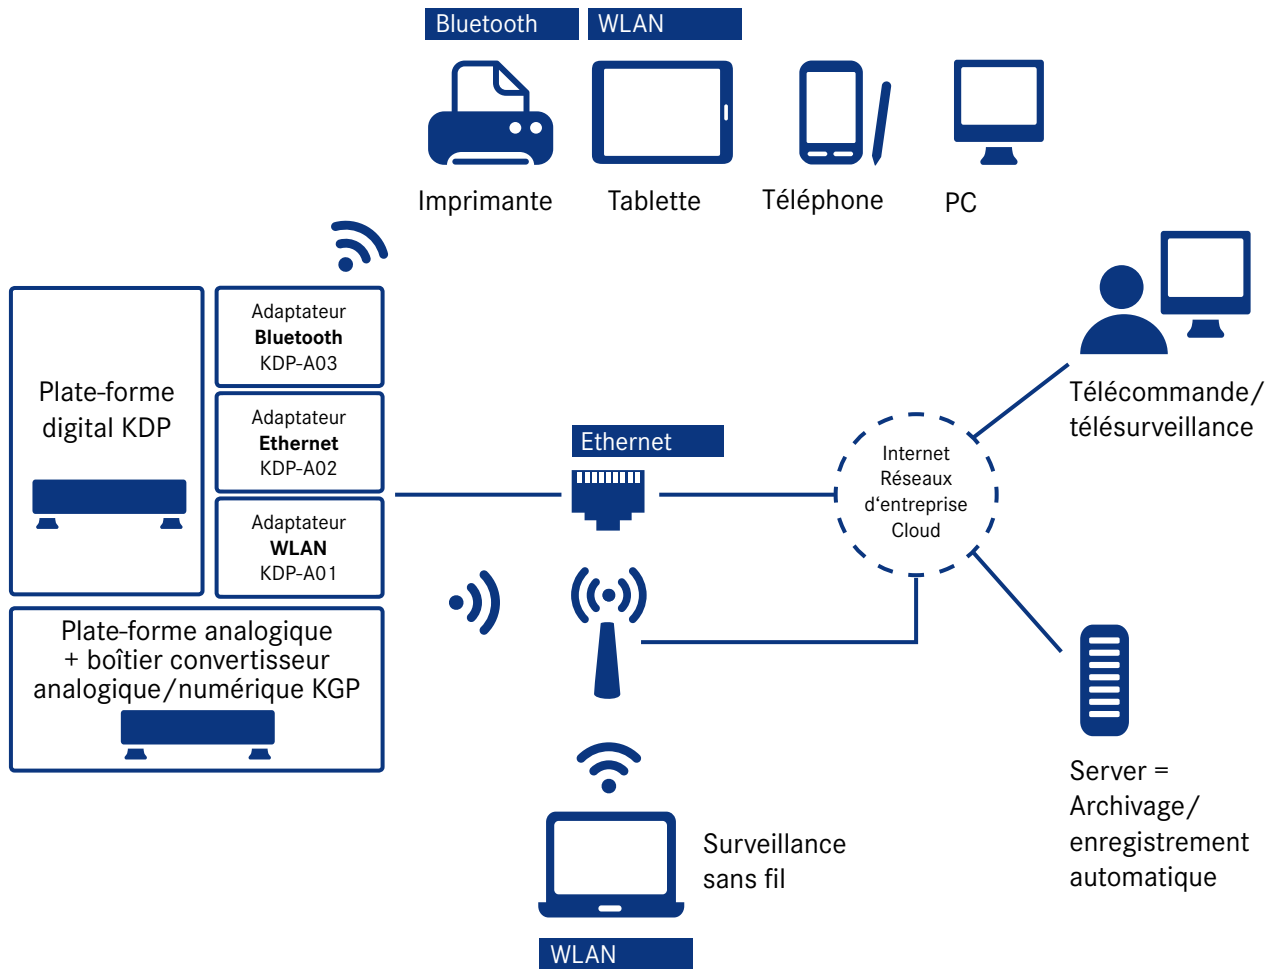 Bluetooth
WLAN
Imprimante
Tablette
Téléphone
PC
Adaptateur
Bluetooth
KDP-A03
Plate-forme
digital KDP
Adaptateur
Ethernet
KDP-A02
Adaptateur
WLAN
KDP-A01
Plate-forme analogique
+ boîtier convertisseur
analogique/numérique KGP
Ethernet
Internet
Réseaux
d‘entreprise
Cloud
Télécommande/
télésurveillance
Server =
Archivage/
enregistrement
automatique
Surveillance
sans fil
WLAN